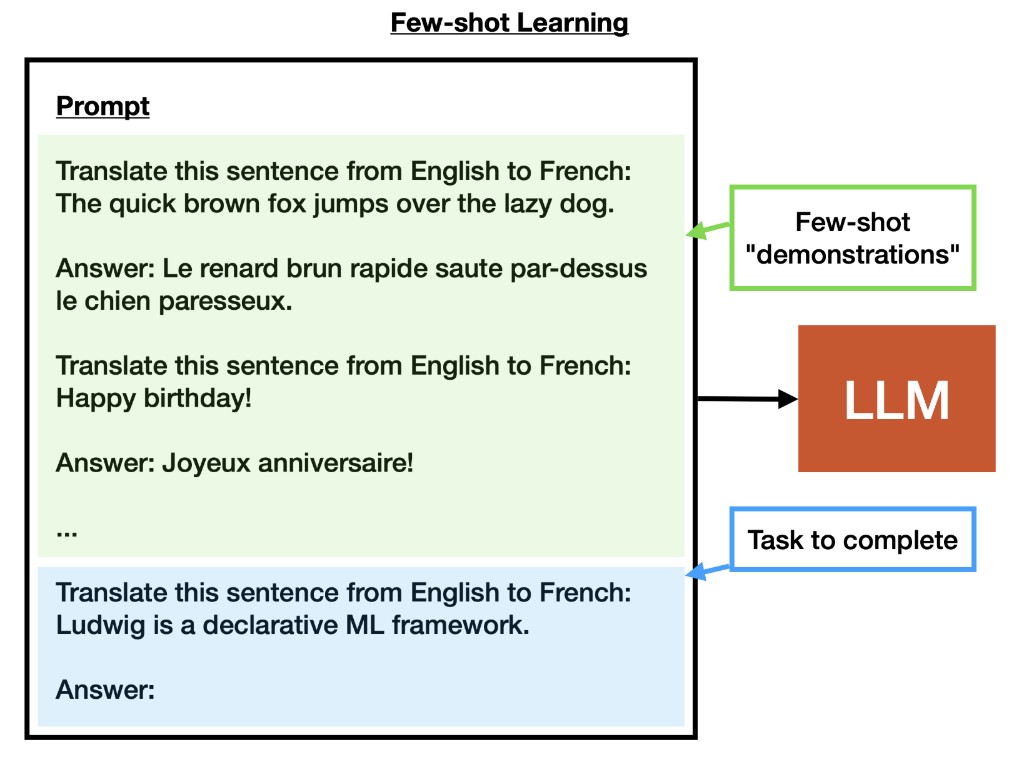 Few-shot Learning
Prompt
Translate this sentence from English to French:
The quick brown fox jumps over the lazy dog.
Answer: Le renard brun rapide saute par-dessus
le chien paresseux.
Translate this sentence from English to French:
Happy birthday!
Answer: Joyeux anniversaire!
...
Translate this sentence from English to French:
Ludwig is a declarative ML framework.
Answer:
Few-shot
"demonstrations"
LLM
Task to complete